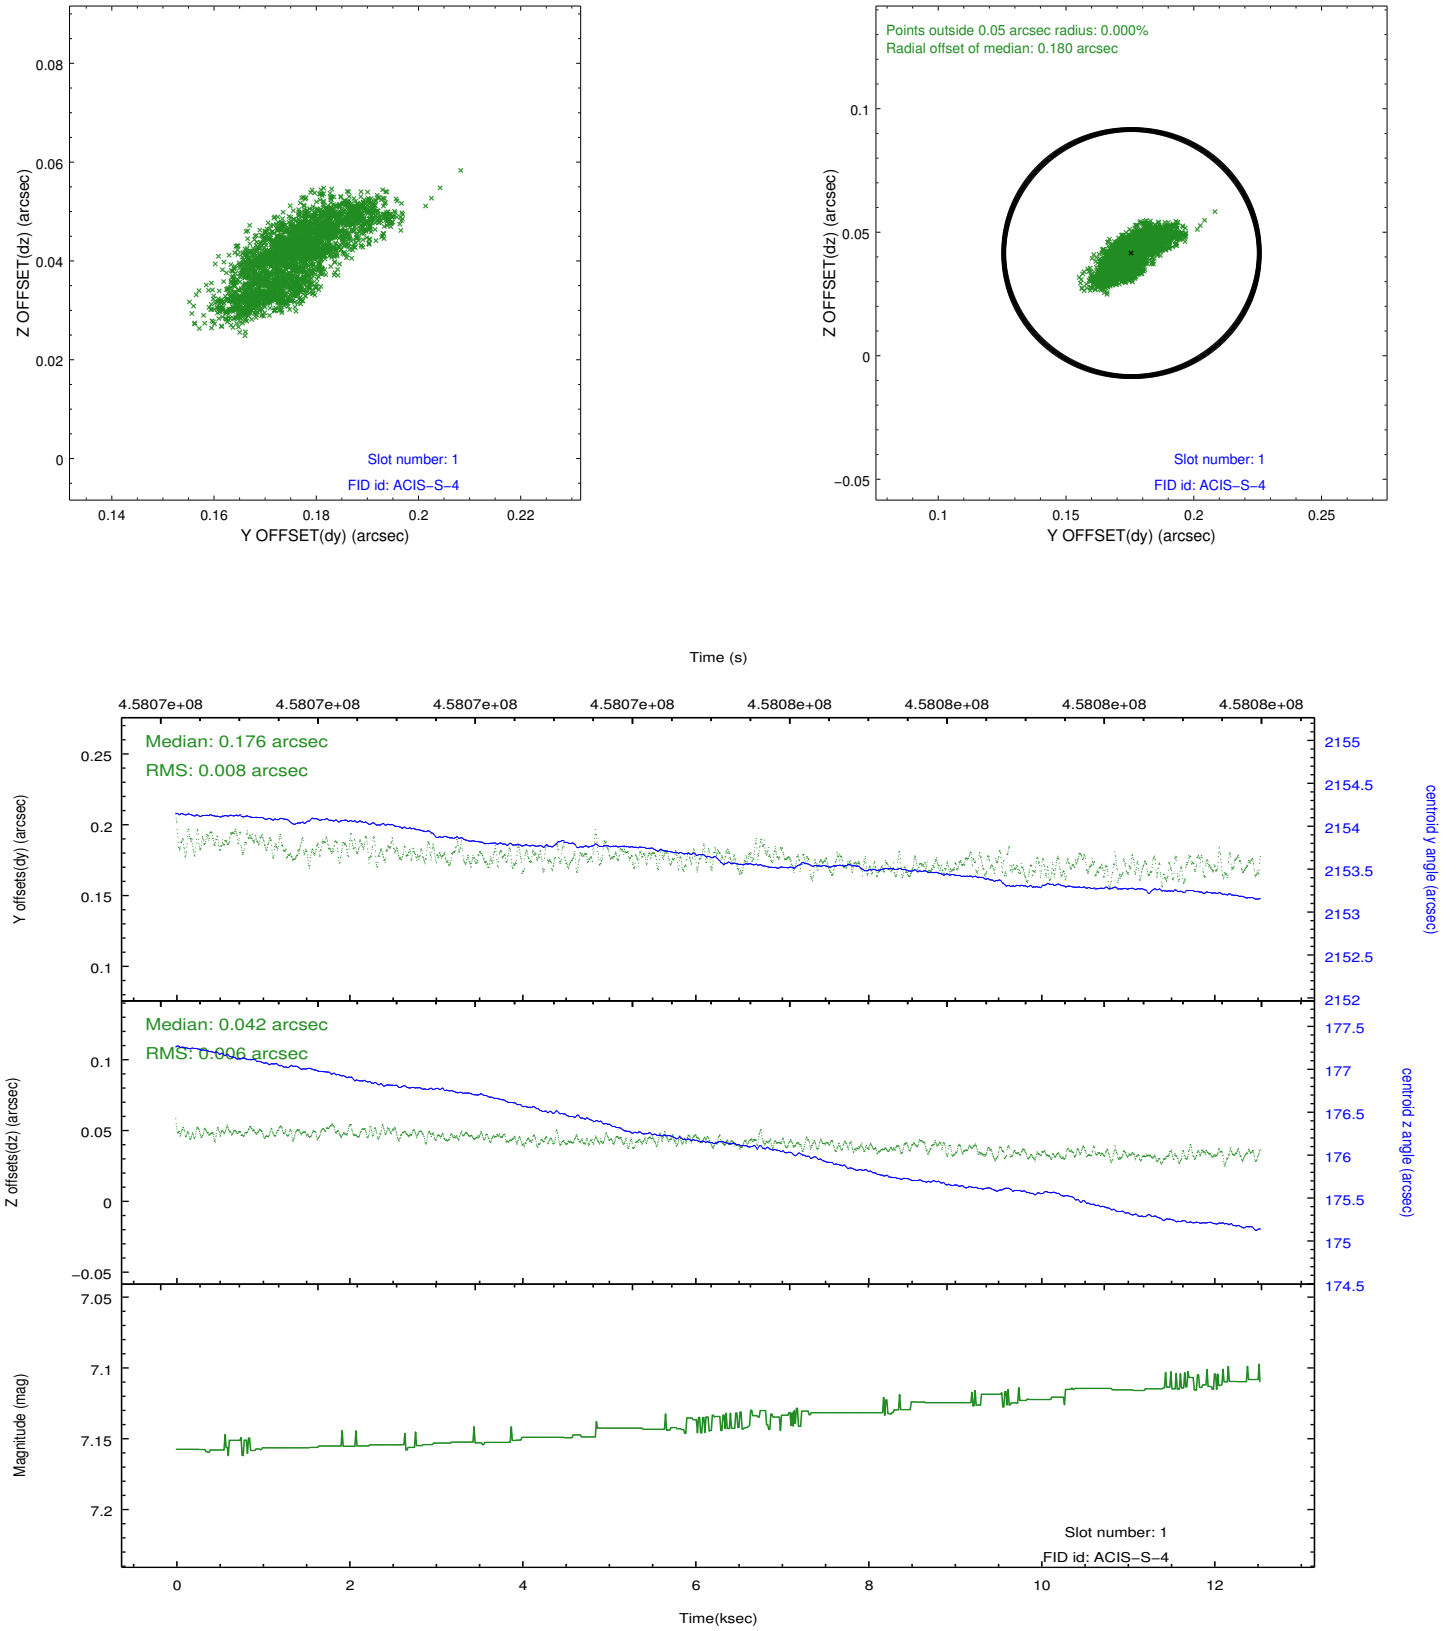 0.08
0.06
0.04
0.02
0
Z OFFSET(dz) (arcsec)
Slot number: 1
FID id: ACIS−S−4
0.14 0.16 0.18 0.2 0.22
Y OFFSET(dy) (arcsec)
Points outside 0.05 arcsec radius: 0.000%
Radial offset of median: 0.180 arcsec
0.1
0.05
0
−0.05
Z OFFSET(dz) (arcsec)
Slot number: 1
FID id: ACIS−S−4
0.1 0.15 0.2 0.25
Y OFFSET(dy) (arcsec)
Time (s)
4.5807e+08 4.5807e+08 4.5807e+08 4.5807e+08 4.5808e+08 4.5808e+08 4.5808e+08 4.5808e+08
Median: 0.176 arcsec
RMS: 0.008 arcsec
0.25
0.2
0.15
0.1
Y offsets(dy) (arcsec)
2155
2154.5
2154
2153.5
2153
2152.5
2152
centroid y angle (arcsec)
Median: 0.042 arcsec
RMS: 0.006 arcsec
0.1
0.05
0
−0.05
Z offsets(dz) (arcsec)
177.5
177
176.5
176
175.5
175
174.5
centroid z angle (arcsec)
7.05
7.1
7.15
7.2
Magnitude (mag)
Slot number: 1
FID id: ACIS−S−4
0 2 4 6 8 10 12
Time(ksec)